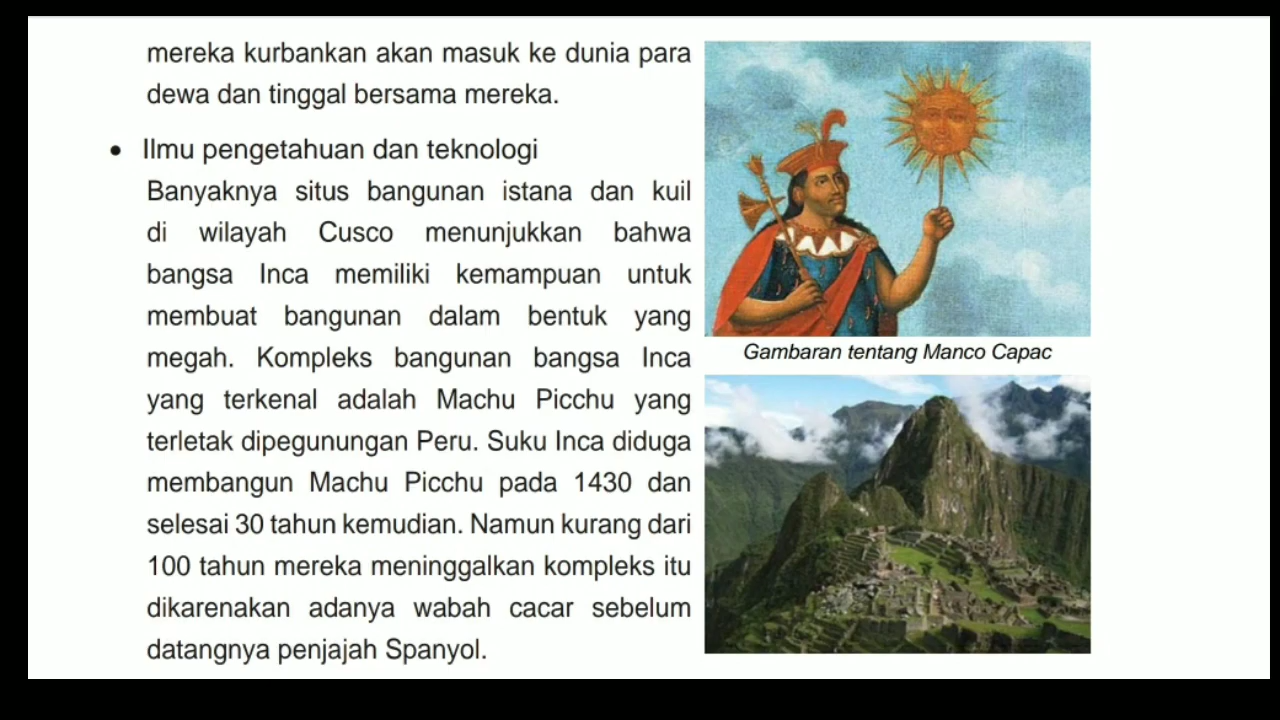 mereka kurbankan akan masuk ke dunia para
dewa dan tinggal bersama mereka.
• Ilmu pengetahuan dan teknologi
Banyaknya situs bangunan istana dan kuil
di wilayah Cusco menunjukkan bahwa
bangsa Inca memiliki kemampuan untuk
membuat bangunan dalam bentuk yang
megah. Kompleks bangunan bangsa Inca
yang terkenal adalah Machu Picchu yang
terletak dipegunungan Peru. Suku Inca diduga
membangun Machu Picchu pada 1430 dan
selesai 30 tahun kemudian. Namun kurang dari
100 tahun mereka meninggalkan kompleks itu
dikarenakan adanya wabah cacar sebelum
datangnya penjajah Spanyol.
Gambaran tentang Manco Capac